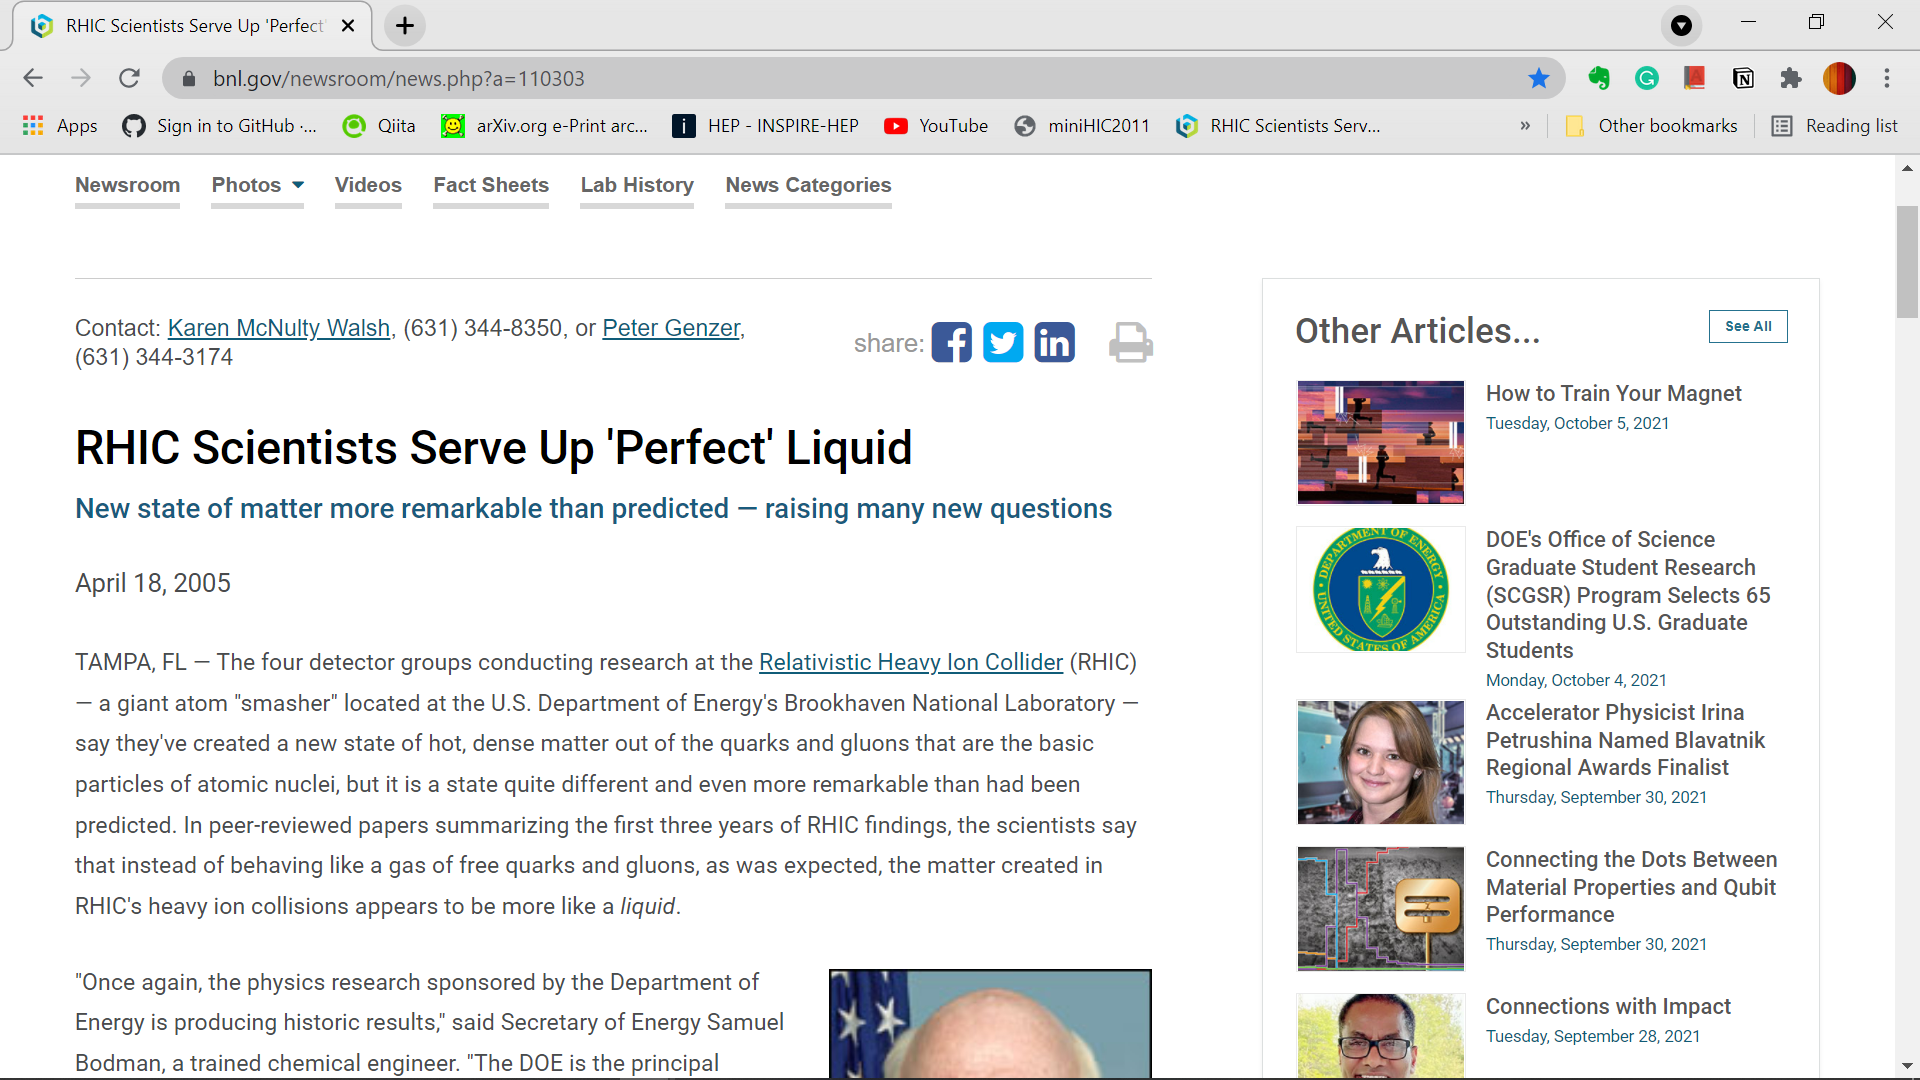 RHIC Scientists Serve Up 'Perfect'
bnl.gov/newsroom/news.php?a=110303
Apps
Sign in to GitHub ·...
Qiita
arXiv.org e-Print arc...
HEP - INSPIRE-HEP
YouTube
miniHIC2011
RHIC Scientists Serv...
»
Other bookmarks
Reading list
Newsroom
Photos
Videos
Fact Sheets
Lab History
News Categories
Contact: Karen McNulty Walsh, (631) 344-8350, or Peter Genzer,
(631) 344-3174
share:
RHIC Scientists Serve Up 'Perfect' Liquid
New state of matter more remarkable than predicted — raising many new questions
April 18, 2005
TAMPA, FL — The four detector groups conducting research at the Relativistic Heavy Ion Collider (RHIC)
— a giant atom "smasher" located at the U.S. Department of Energy's Brookhaven National Laboratory —
say they've created a new state of hot, dense matter out of the quarks and gluons that are the basic
particles of atomic nuclei, but it is a state quite different and even more remarkable than had been
predicted. In peer-reviewed papers summarizing the first three years of RHIC findings, the scientists say
that instead of behaving like a gas of free quarks and gluons, as was expected, the matter created in
RHIC's heavy ion collisions appears to be more like a liquid.
"Once again, the physics research sponsored by the Department of
Energy is producing historic results," said Secretary of Energy Samuel
Bodman, a trained chemical engineer. "The DOE is the principal
Other Articles...
See All
How to Train Your Magnet
Tuesday, October 5, 2021
DEPARTMENT OF ENERGY
UNITED STATES OF AMERICA
DOE's Office of Science
Graduate Student Research
(SCGSR) Program Selects 65
Outstanding U.S. Graduate
Students
Monday, October 4, 2021
Accelerator Physicist Irina
Petrushina Named Blavatnik
Regional Awards Finalist
Thursday, September 30, 2021
Connecting the Dots Between
Material Properties and Qubit
Performance
Thursday, September 30, 2021
Connections with Impact
Tuesday, September 28, 2021